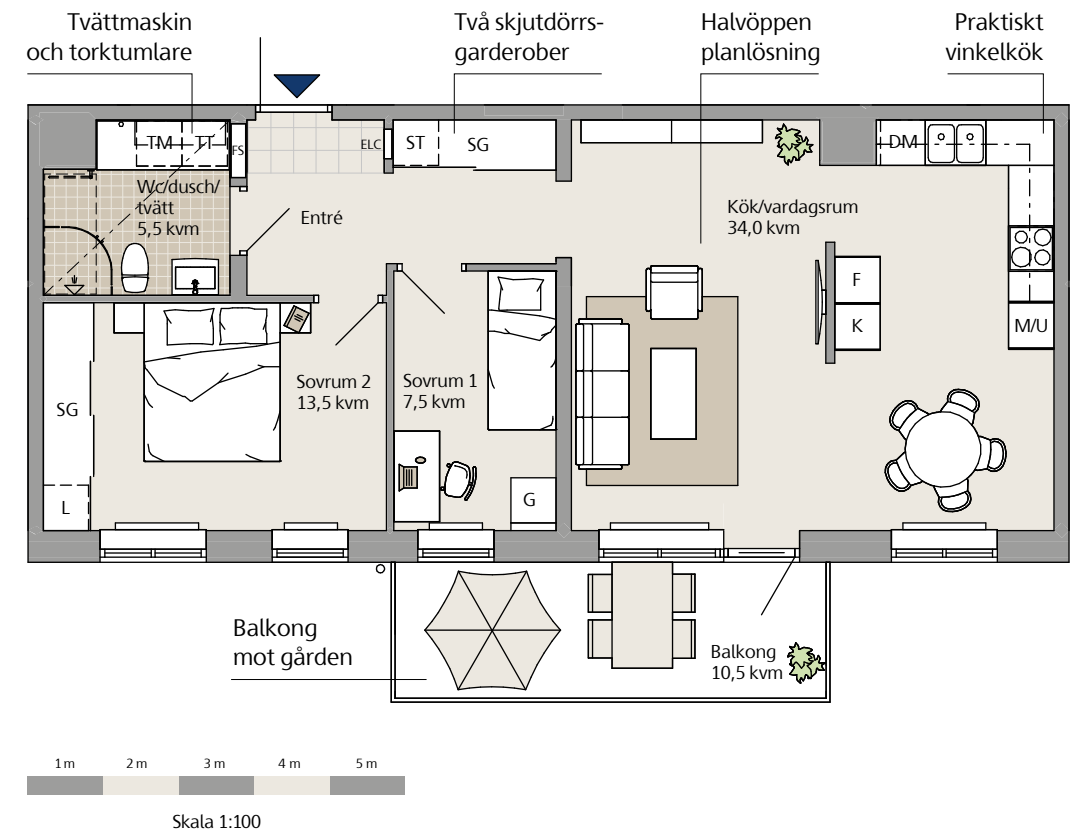 Tvättmaskin
och torktumlare
Två skjutdörrs-
garderober
Halvöppen
planlösning
Praktiskt
vinkelkök
TM
TT
FS
ELC
ST
SG
DM
Wc/dusch/
tvätt
5,5 kvm
Entré
Kök/vardagsrum
34,0 kvm
F
K
M/U
Sovrum 2
13,5 kvm
Sovrum 1
7,5 kvm
SG
L
G
Balkong
mot gården
Balkong
10,5 kvm
1 m
2 m
3 m
4 m
5 m
Skala 1:100